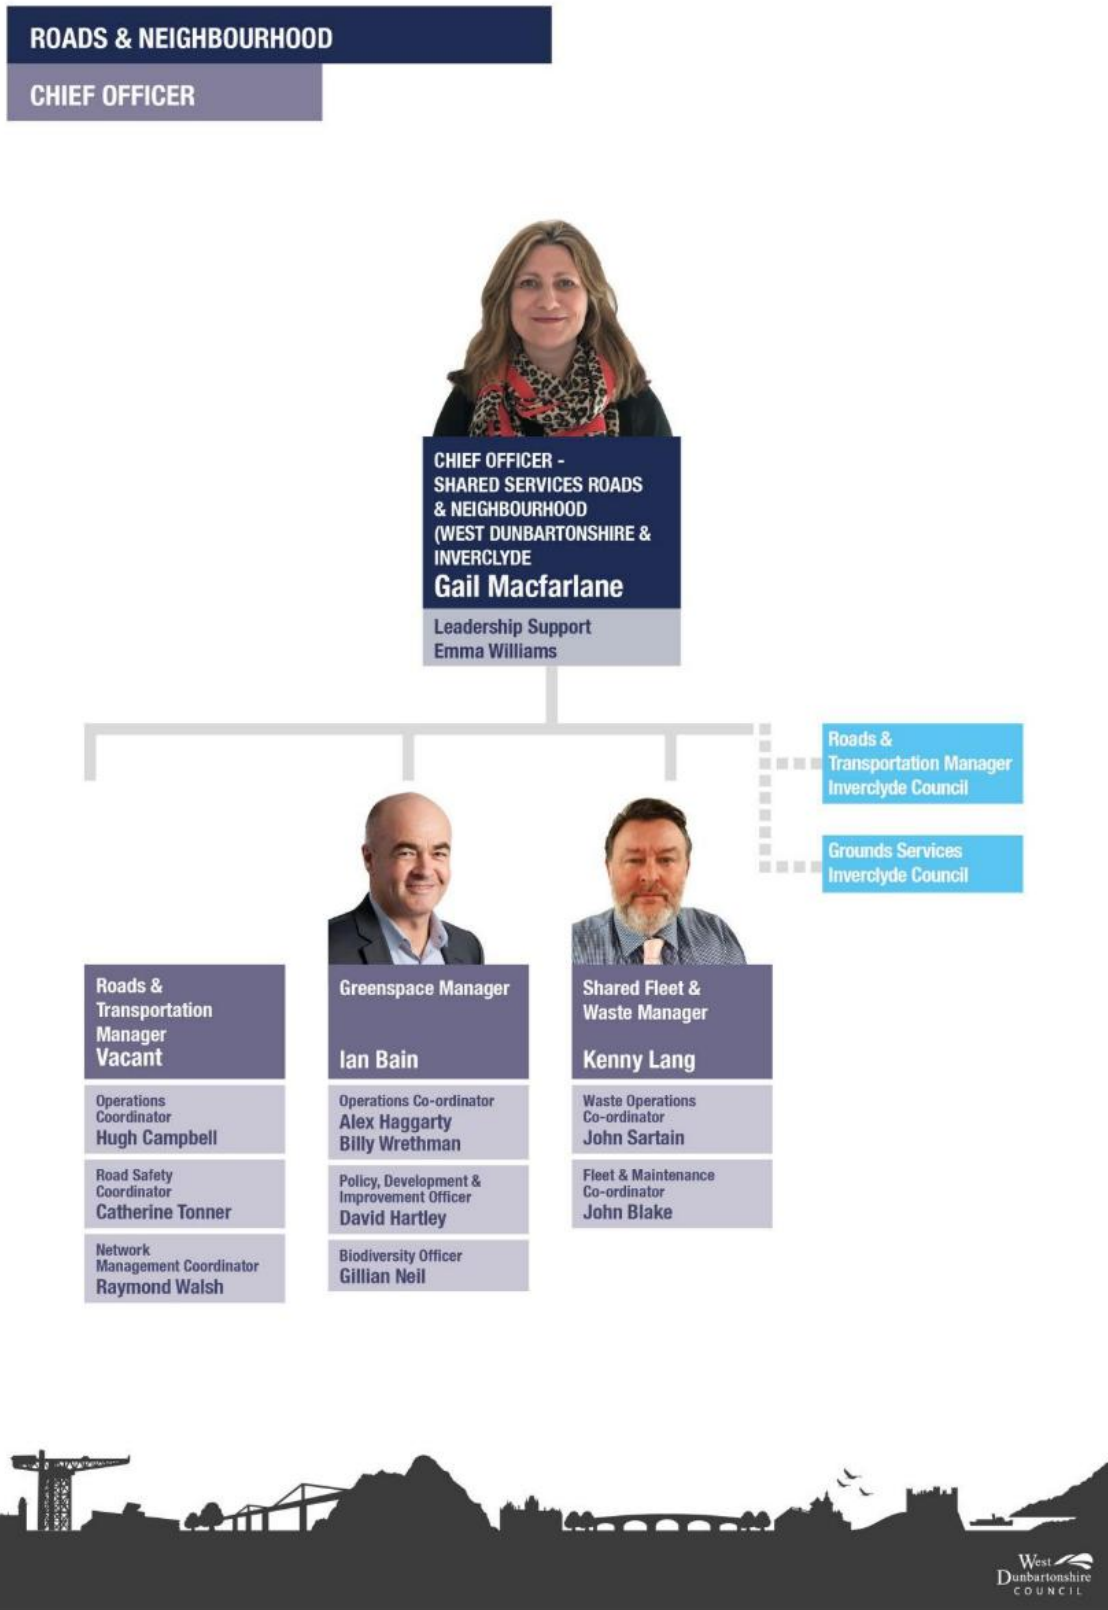 ROADS & NEIGHBOURHOOD
CHIEF OFFICER
CHIEF OFFICER -
SHARED SERVICES ROADS
& NEIGHBOURHOOD
(WEST DUNBARTONSHIRE &
INVERCLYDE
Gail Macfarlane
Leadership Support
Emma Williams
Roads &
Transportation Manager
Inverclyde Council
Grounds Services
Inverclyde Council
Roads &
Transportation
Manager
Vacant
Operations
Coordinator
Hugh Campbell
Road Safety
Coordinator
Catherine Tonner
Network
Management Coordinator
Raymond Walsh
Greenspace Manager
Ian Bain
Operations Co-ordinator
Alex Haggarty
Billy Wrethman
Policy, Development &
Improvement Officer
David Hartley
Biodiversity Officer
Gillian Neil
Shared Fleet &
Waste Manager
Kenny Lang
Waste Operations
Co-ordinator
John Sartain
Fleet & Maintenance
Co-ordinator
John Blake
West
Dunbartonshire
COUNCIL